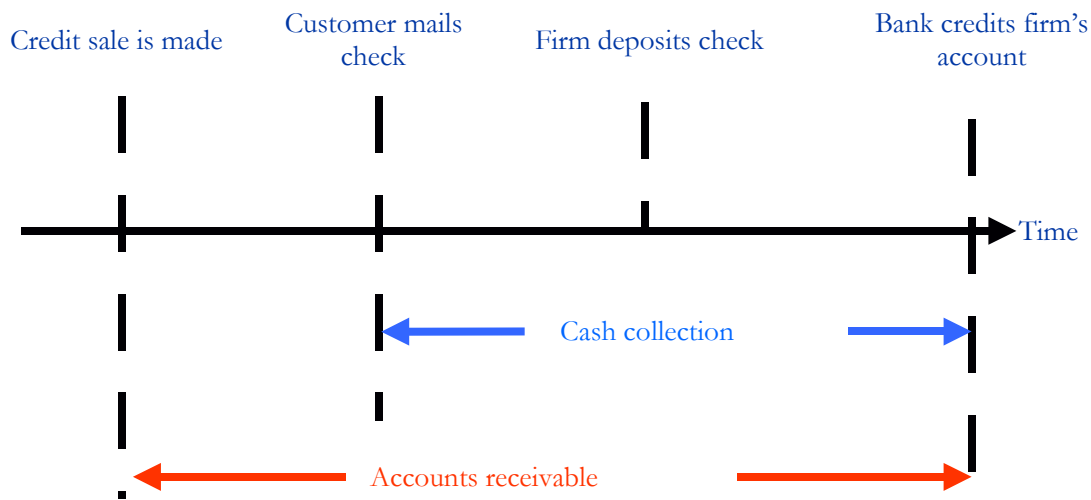 Credit sale is made
Customer mails
check
Firm deposits check
Bank credits firm’s
account
Time
Cash collection
Accounts receivable